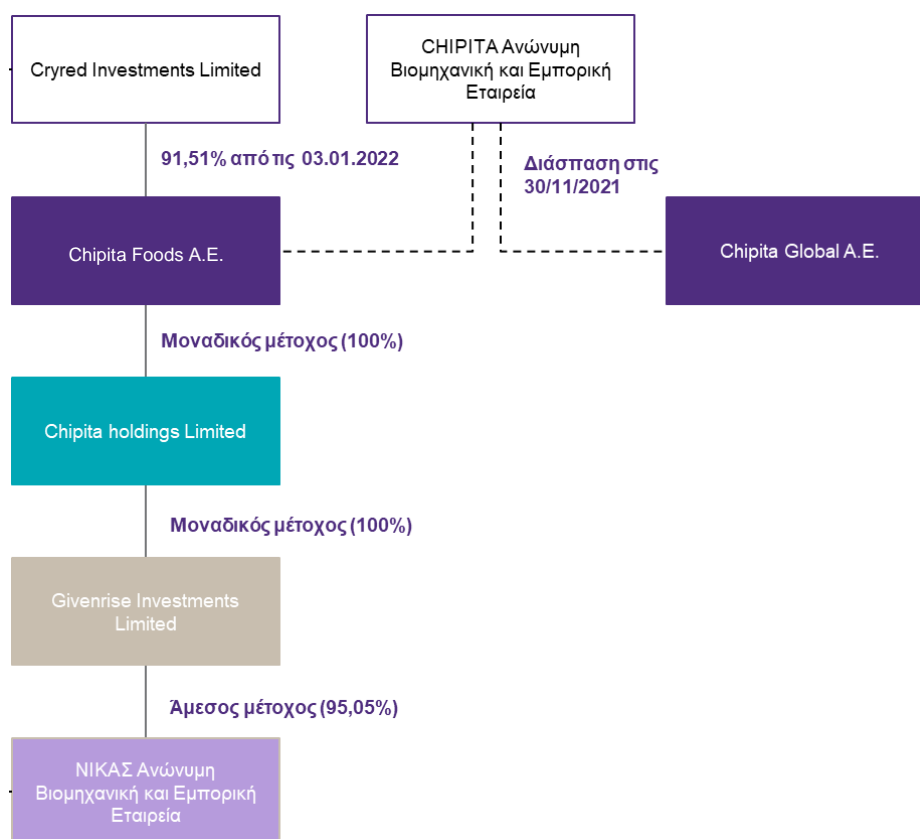 Cryred Investments Limited
CHIPITA Ανώνυμη
Βιομηχανική και Εμπορική
Εταιρεία
91,51% από τις 03.01.2022
Διάσπαση στις
30/11/2021
Chipita Foods A.E.
Chipita Global A.E.
Μοναδικός μέτοχος (100%)
Chipita holdings Limited
Μοναδικός μέτοχος (100%)
Givenrise Investments
Limited
Άμεσος μέτοχος (95,05%)
ΝΙΚΑΣ Ανώνυμη
Βιομηχανική και Εμπορική
Εταιρεία